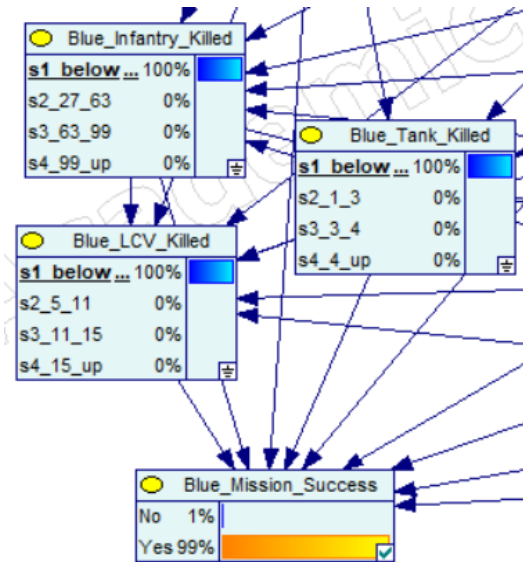 Blue_Infantry_Killed
s1_below ... 100%
s2_27_63 0%
s3_63_99 0%
s4_99_up 0%
Blue_Tank_Killed
s1_below ... 100%
s2_1_3 0%
s3_3_4 0%
s4_4_up 0%
Blue_LCV_Killed
s1_below ... 100%
s2_5_11 0%
s3_11_15 0%
s4_15_up 0%
Blue_Mission_Success
No 1%
Yes 99%